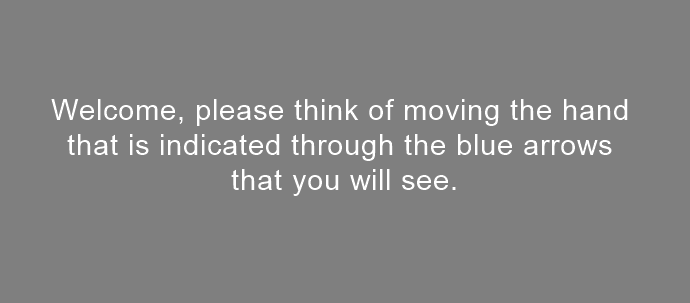 Welcome, please think of moving the hand
that is indicated through the blue arrows
that you will see.